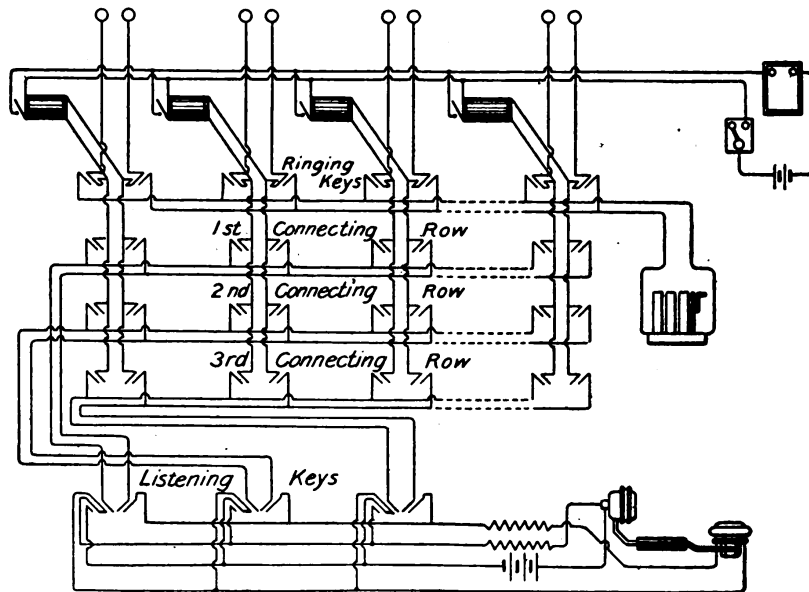 Ringing
Keys
1st Connecting Row
2nd Connecting Row
3rd Connecting Row
Listening Keys